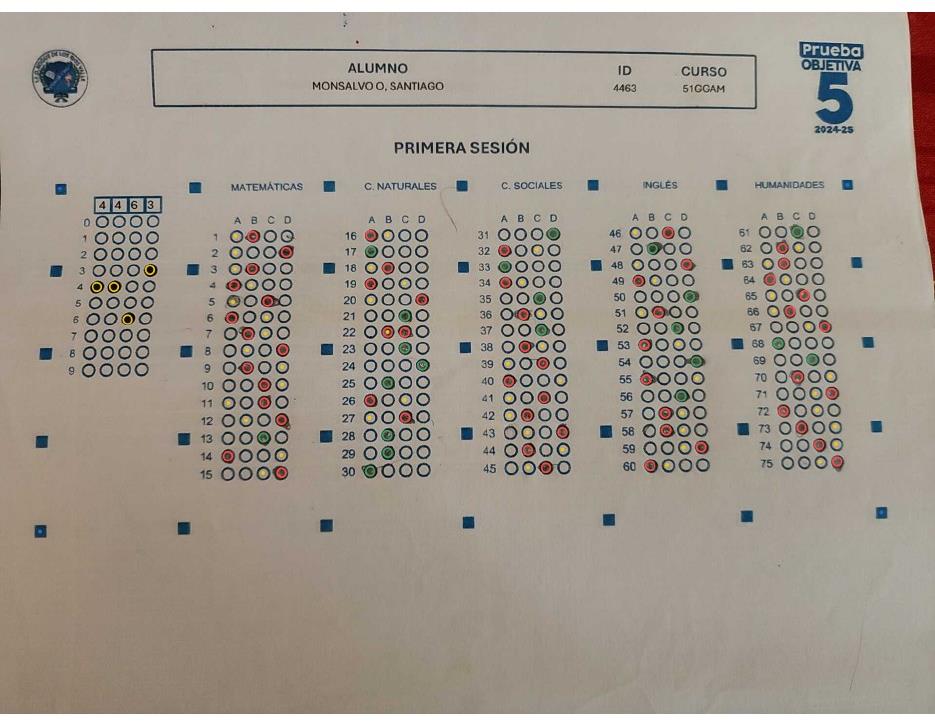 ALUMNO ID CURSO
MONSALVO O, SANTIAGO 4463 51GGAM
Prueba
OBJETIVA
5
2024-25
PRIMERA SESIÓN
MATEMÁTICAS C. NATURALES C. SOCIALES INGLÉS HUMANIDADES
4 4 6 3
A B C D A B C D A B C D A B C D A B C D
0
1 1 16 31 46 61
2 2 17 32 47 62
3 3 18 33 48 63
4 4 19 34 49 64
5 5 20 35 50 65
6 6 21 36 51 66
7 7 22 37 52 67
8 8 23 38 53 68
9 9 24 39 54 69
10 25 40 55 70
11 26 41 56 71
12 27 42 57 72
13 28 43 58 73
14 29 44 59 74
15 30 45 60 75